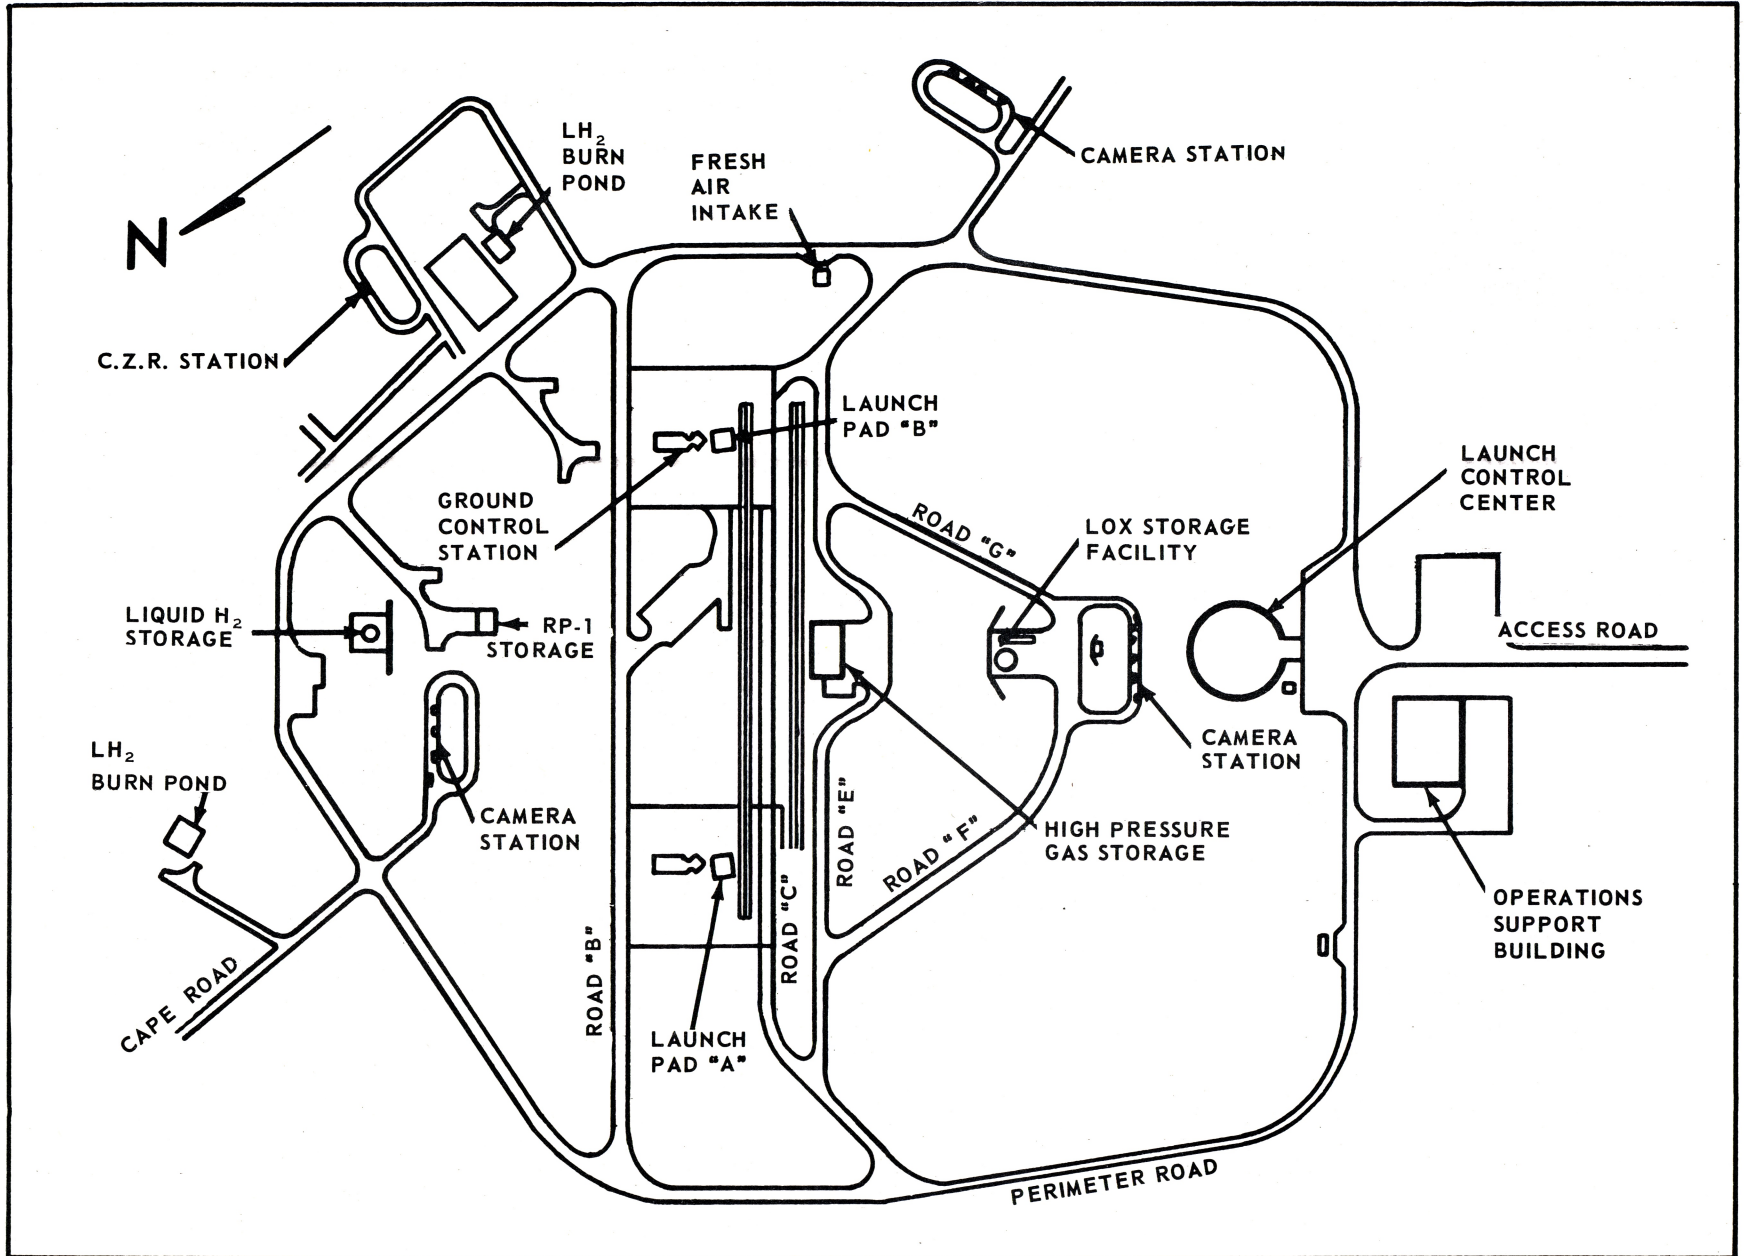 N
LH₂
BURN
POND
FRESH
AIR
INTAKE
CAMERA STATION
C.Z.R. STATION
LAUNCH
PAD "B"
LAUNCH
CONTROL
CENTER
GROUND
CONTROL
STATION
ROAD "G"
LOX STORAGE
FACILITY
LIQUID H₂
STORAGE
RP-1
STORAGE
ACCESS ROAD
LH₂
BURN POND
CAMERA
STATION
CAMERA
STATION
ROAD "E"
ROAD "F"
HIGH PRESSURE
GAS STORAGE
ROAD "C"
ROAD "B"
OPERATIONS
SUPPORT
BUILDING
CAPE ROAD
LAUNCH
PAD "A"
PERIMETER ROAD